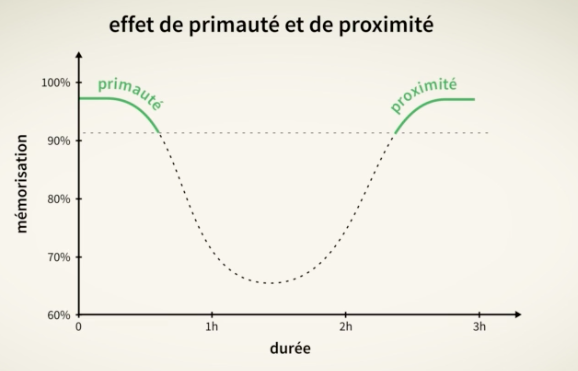 effet de primauté et de proximité
100%
90%
80%
70%
60%
mémorisation
primauté
proximité
0
1h
2h
3h
durée